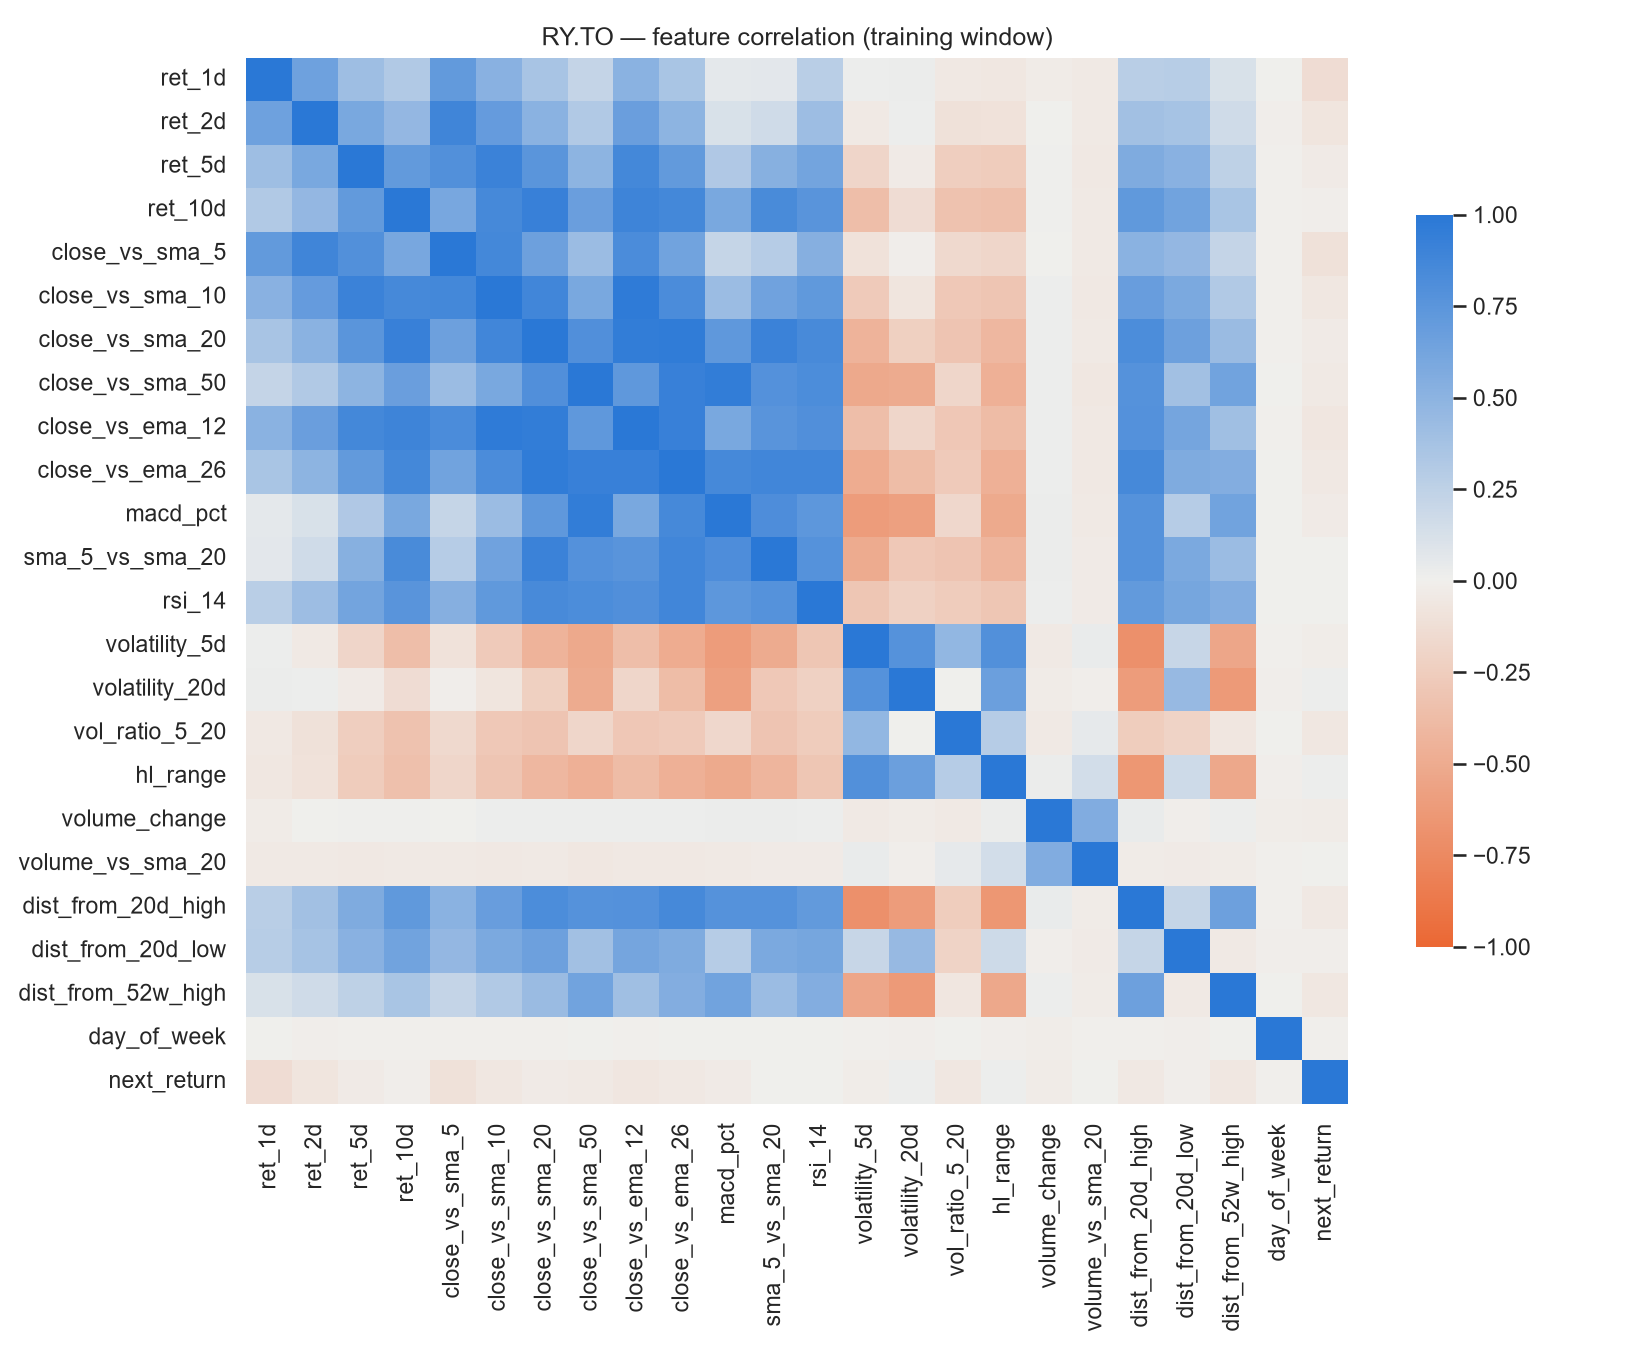 RY.TO — feature correlation (training window)
ret_1d
ret_2d
ret_5d
ret_10d
close_vs_sma_5
close_vs_sma_10
close_vs_sma_20
close_vs_sma_50
close_vs_ema_12
close_vs_ema_26
macd_pct
sma_5_vs_sma_20
rsi_14
volatility_5d
volatility_20d
vol_ratio_5_20
hl_range
volume_change
volume_vs_sma_20
dist_from_20d_high
dist_from_20d_low
dist_from_52w_high
day_of_week
next_return
ret_1d
ret_2d
ret_5d
ret_10d
close_vs_sma_5
close_vs_sma_10
close_vs_sma_20
close_vs_sma_50
close_vs_ema_12
close_vs_ema_26
macd_pct
sma_5_vs_sma_20
rsi_14
volatility_5d
volatility_20d
vol_ratio_5_20
hl_range
volume_change
volume_vs_sma_20
dist_from_20d_high
dist_from_20d_low
dist_from_52w_high
day_of_week
next_return
1.00
0.75
0.50
0.25
0.00
−0.25
−0.50
−0.75
−1.00